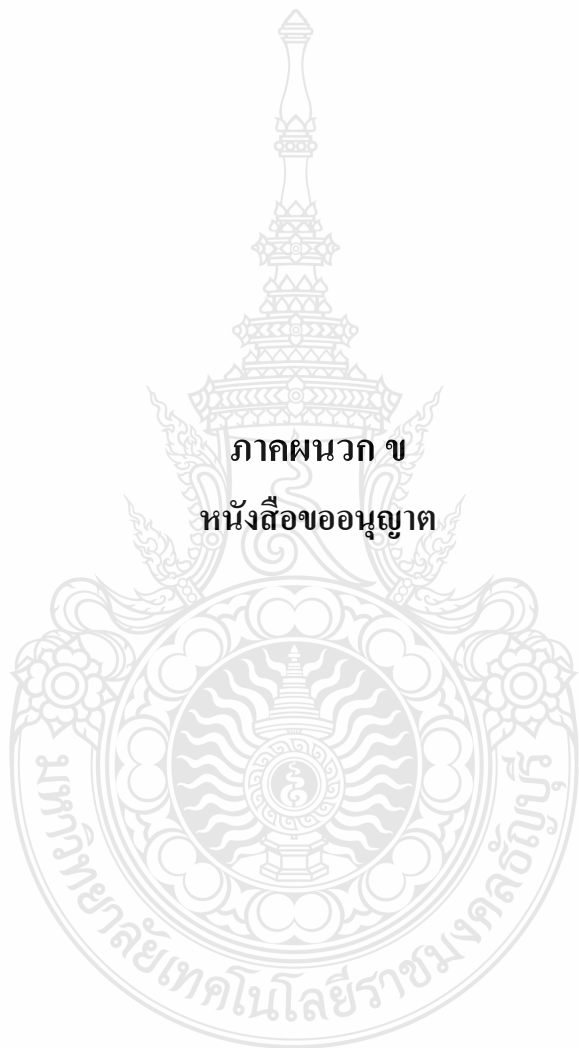 ภาคผนวก ข
หนังสือขออนุญาต
มหาวิทยาลัยเทคโนโลยีราชมงคลธัญบุรี